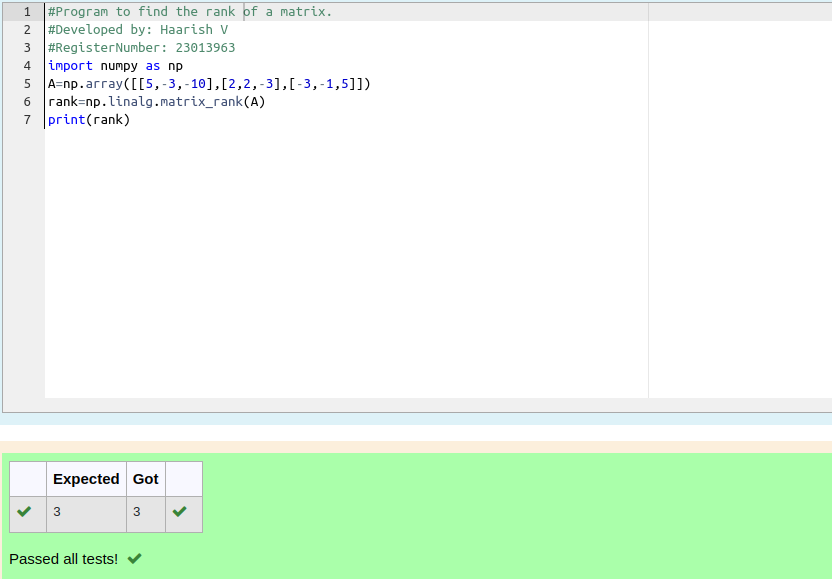 1 #Program to find the rank of a matrix.
2 #Developed by: Haarish V
3 #RegisterNumber: 23013963
4 import numpy as np
5 A=np.array([[5,-3,-10],[2,2,-3],[-3,-1,5]])
6 rank=np.linalg.matrix_rank(A)
7 print(rank)
Expected Got
3 3
Passed all tests!